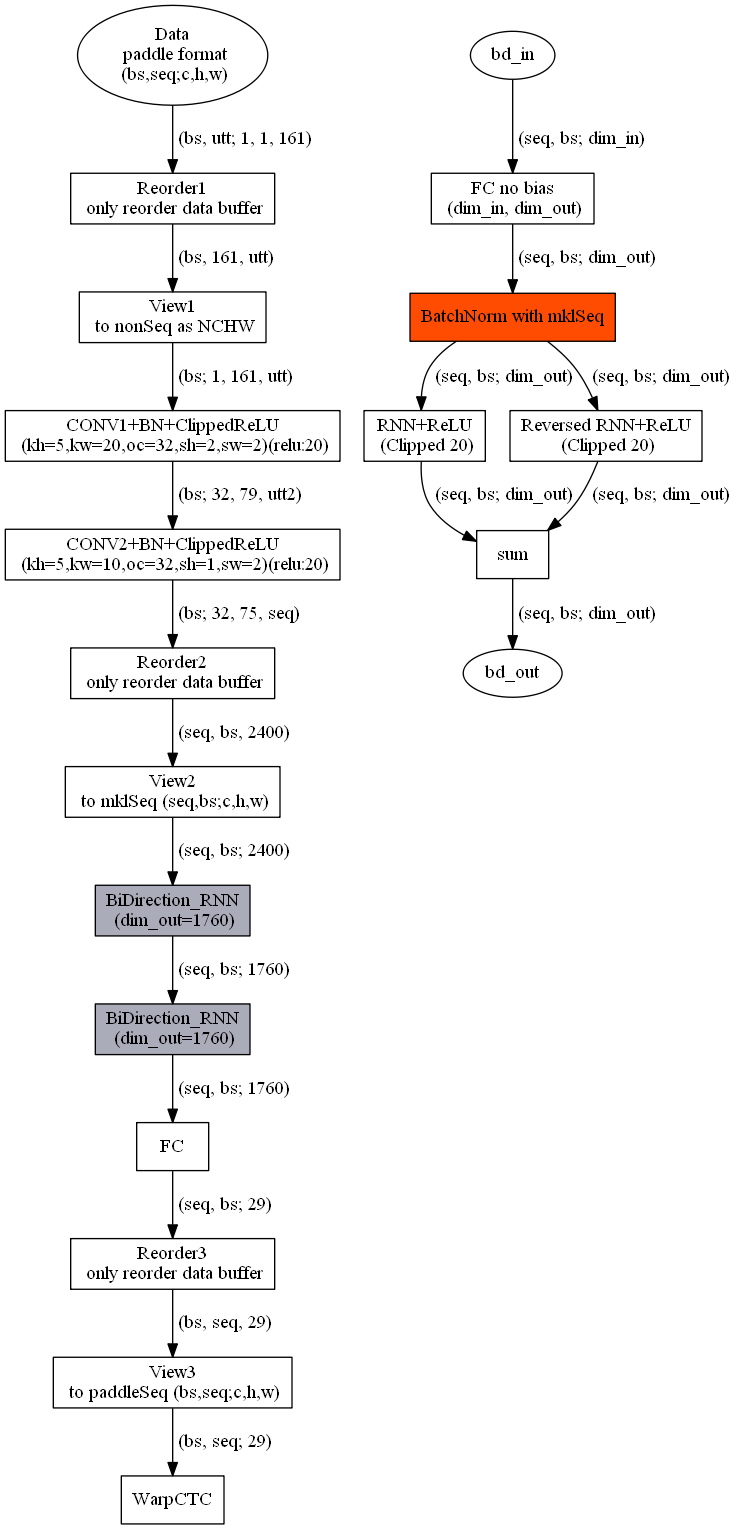 Data
paddle format
(bs,seq;c,h,w)
(bs, utt; 1, 1, 161)
Reorder1
only reorder data buffer
(bs, 161, utt)
View1
to nonSeq as NCHW
(bs; 1, 161, utt)
CONV1+BN+ClippedReLU
(kh=5,kw=20,oc=32,sh=2,sw=2)(relu:20)
(bs; 32, 79, utt2)
CONV2+BN+ClippedReLU
(kh=5,kw=10,oc=32,sh=1,sw=2)(relu:20)
(bs; 32, 75, seq)
Reorder2
only reorder data buffer
(seq, bs, 2400)
View2
to mklSeq (seq,bs;c,h,w)
(seq, bs; 2400)
BiDirection_RNN
(dim_out=1760)
(seq, bs; 1760)
BiDirection_RNN
(dim_out=1760)
(seq, bs; 1760)
FC
(seq, bs; 29)
Reorder3
only reorder data buffer
(bs, seq, 29)
View3
to paddleSeq (bs,seq;c,h,w)
(bs, seq; 29)
WarpCTC
bd_in
(seq, bs; dim_in)
FC no bias
(dim_in, dim_out)
(seq, bs; dim_out)
BatchNorm with mklSeq
(seq, bs; dim_out)
(seq, bs; dim_out)
RNN+ReLU
(Clipped 20)
Reversed RNN+ReLU
(Clipped 20)
(seq, bs; dim_out)
(seq, bs; dim_out)
sum
(seq, bs; dim_out)
bd_out